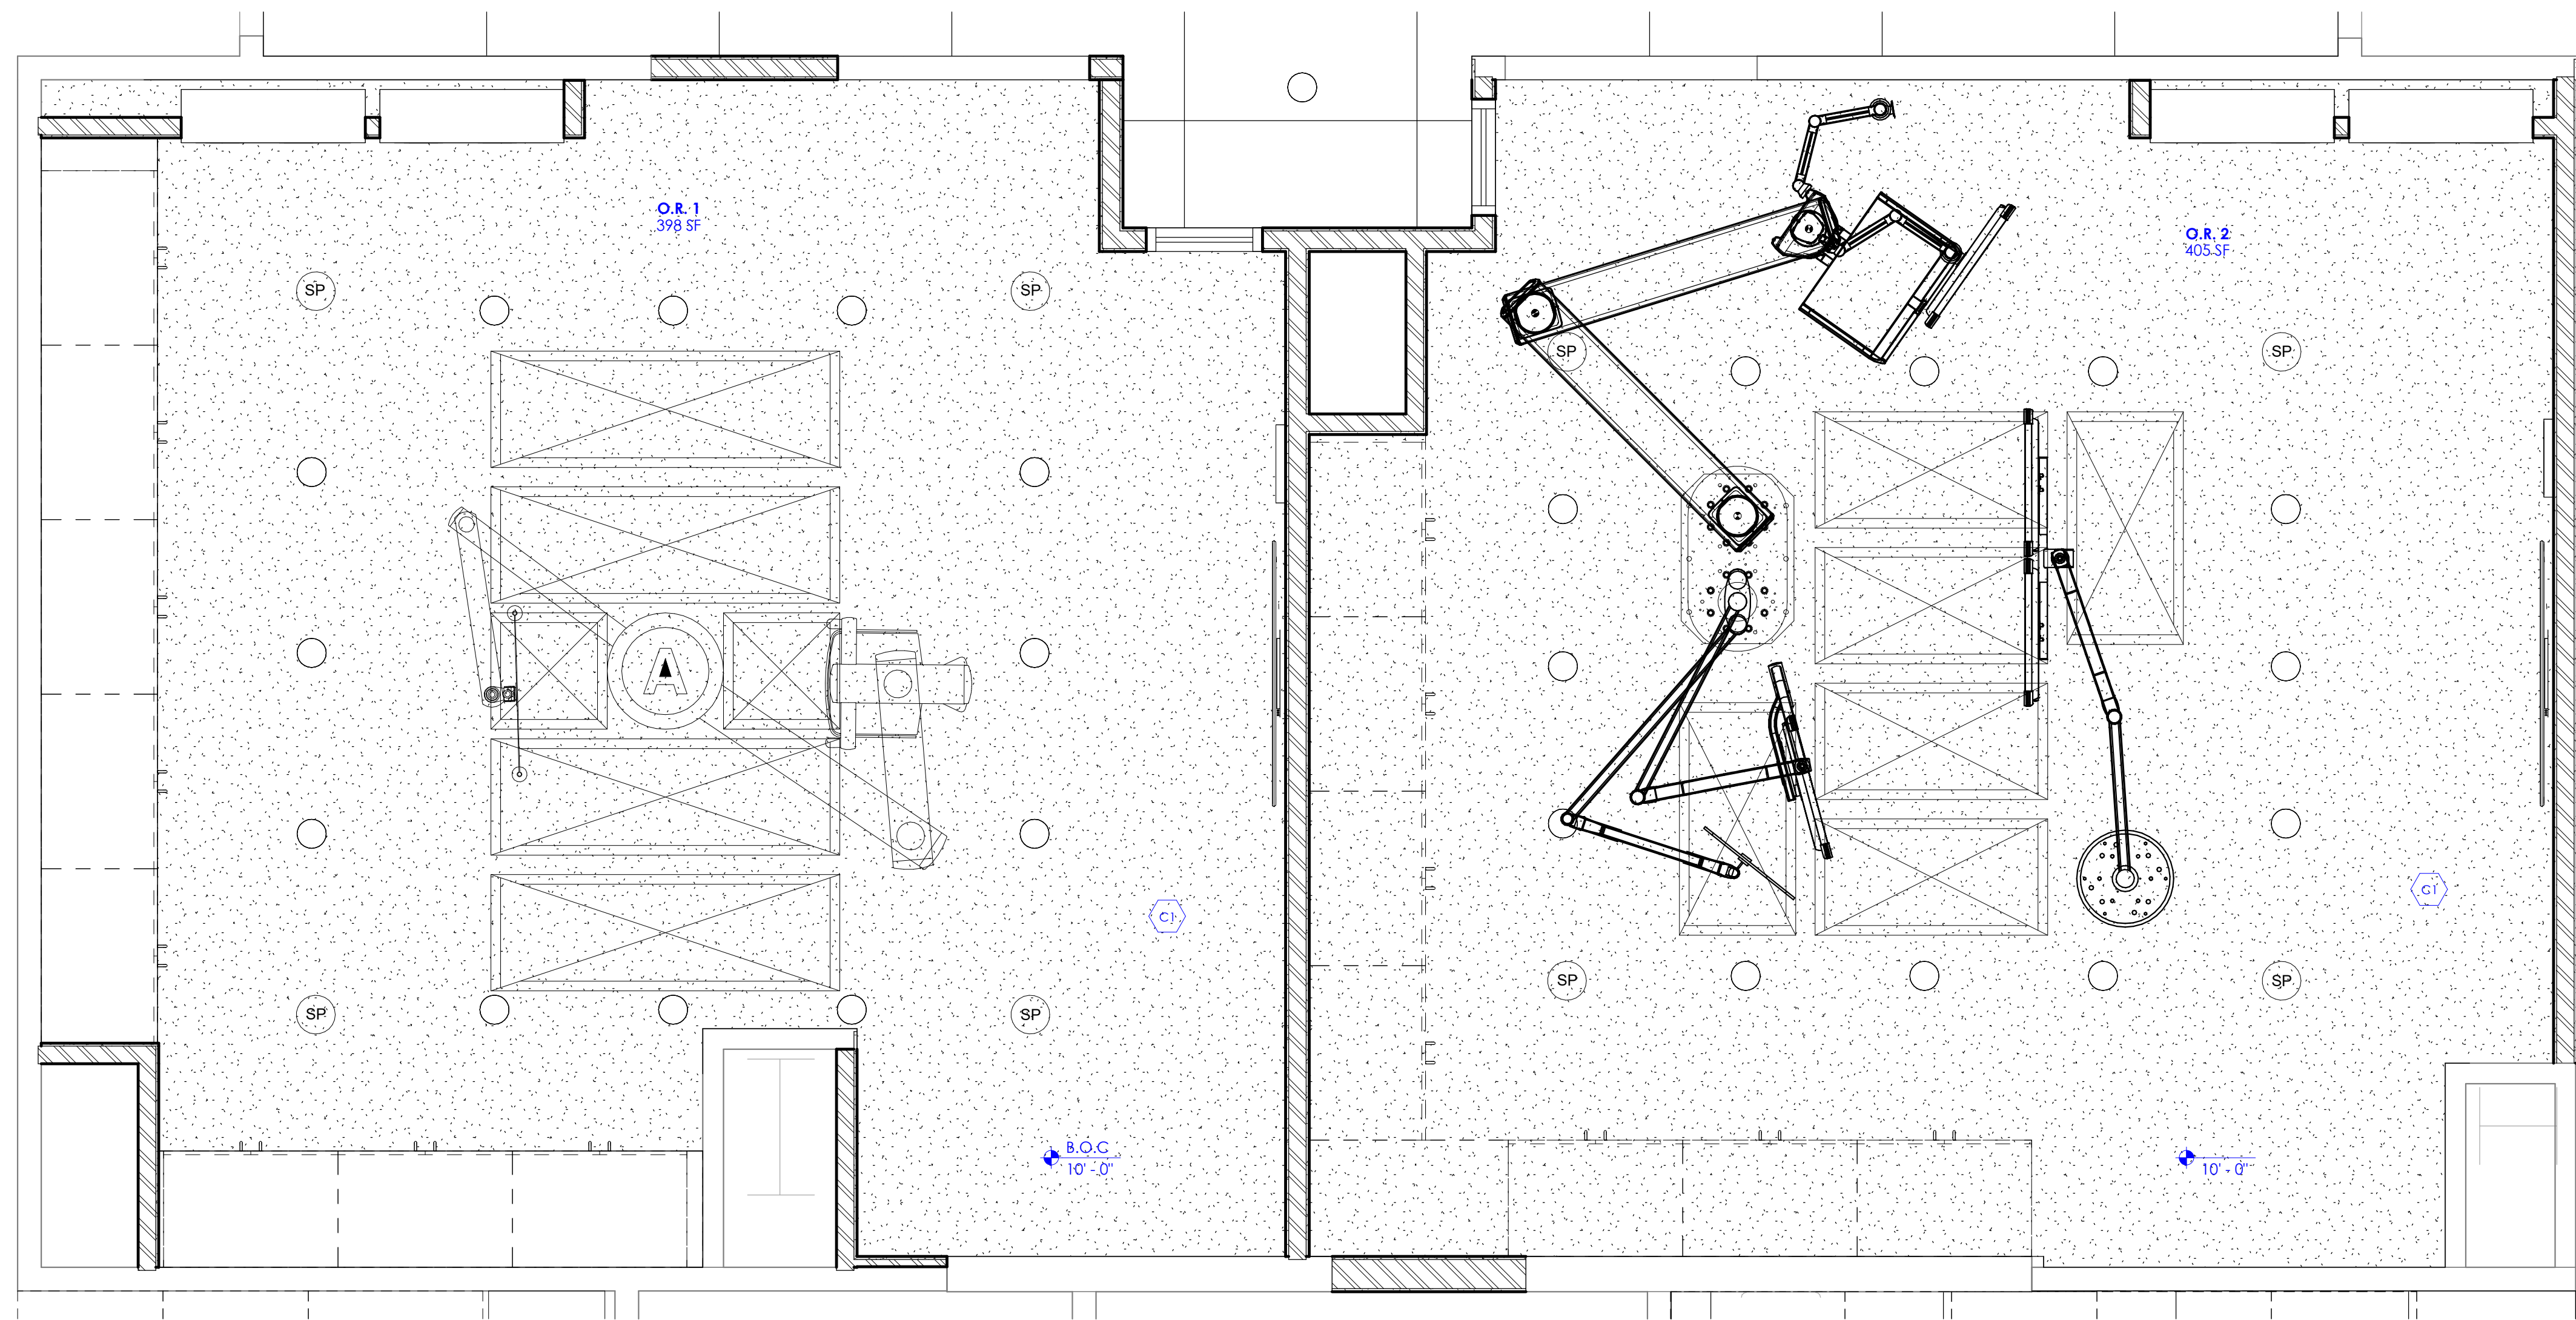 O.R. 1
398 SF
O.R. 2
405 SF
SP
SP
SP
SP
A
C1
C1
SP
SP
SP
SP
B.O.C
10' - 0"
10' - 0"